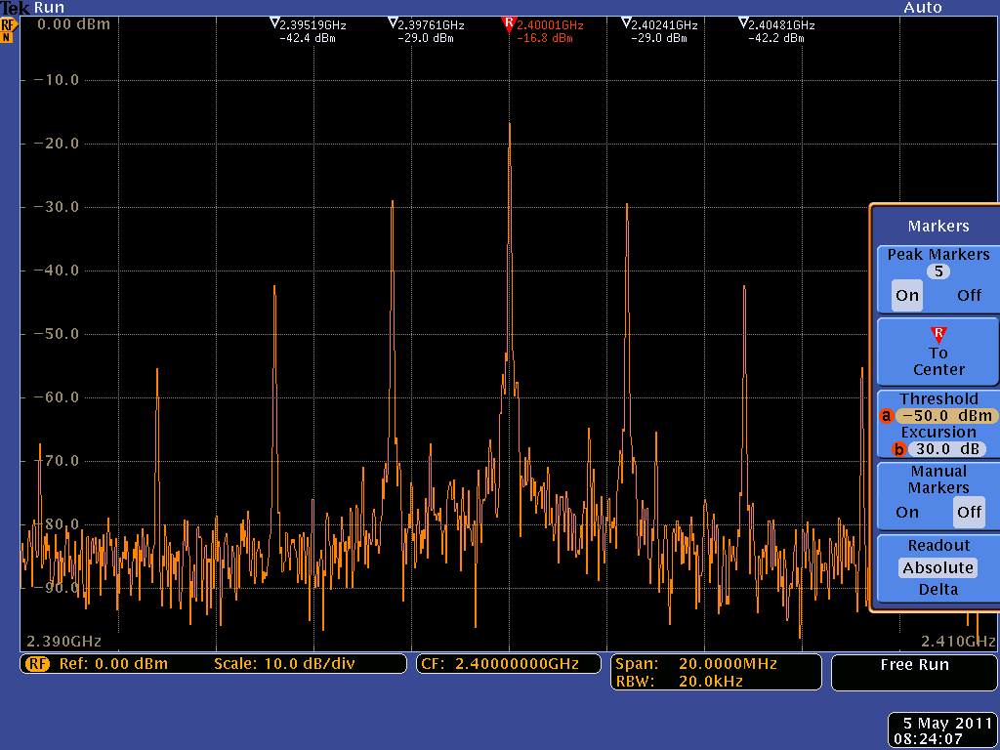 Tek Run Auto
RF 0.00 dBm 2.39519GHz 2.39761GHz R 2.40001GHz 2.40241GHz 2.40481GHz
N -42.4 dBm -29.0 dBm -16.8 dBm -29.0 dBm -42.2 dBm
-10.0
-20.0
-30.0
-40.0
-50.0
-60.0
-70.0
-80.0
-90.0
2.390GHz 2.410GHz
Markers
Peak Markers
5
On Off
R
To
Center
Threshold
a -50.0 dBm
Excursion
b 30.0 dB
Manual
Markers
On Off
Readout
Absolute
Delta
RF Ref: 0.00 dBm Scale: 10.0 dB/div CF: 2.40000000GHz Span: 20.0000MHz Free Run
RBW: 20.0kHz
5 May 2011
08:24:07